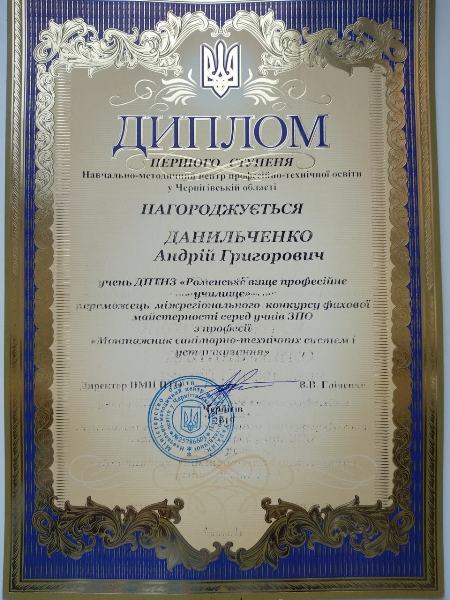 ДИПЛОМ
ПЕРШОГО СТУПЕНЯ
Навчально-методичний центр професійно-технічної освіти
у Чернігівській області
НАГОРОДЖУЄТЬСЯ
ДАНИЛЬЧЕНКО
Андрій Григорович
учень ДПТНЗ «Роменське вище професійне
училище»
переможець міжрегіонального конкурсу фахової
майстерності серед учнів ЗПО
з професії
«Монтажник санітарно-технічних систем і
устаткування»
Директор НМЦ ПТО В.В.
Чернігів